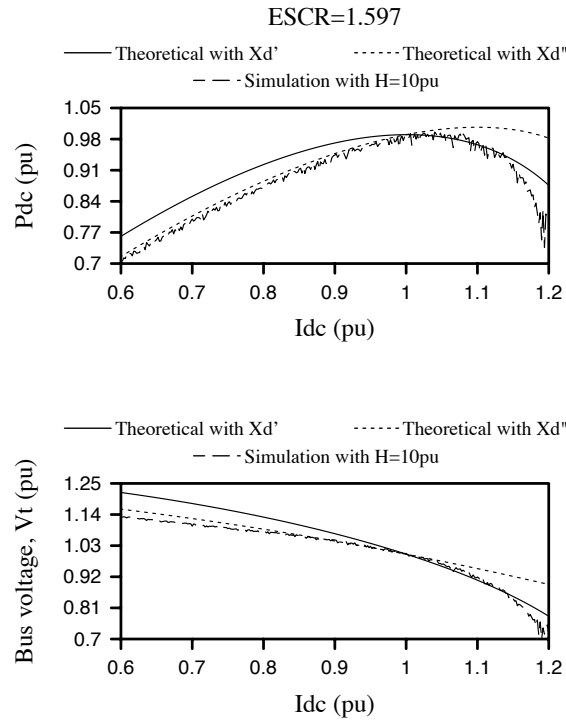 ESCR=1.597
Theoretical with Xd' Theoretical with Xd"
Simulation with H=10pu
Pdc (pu)
1.05
0.98
0.91
0.84
0.77
0.7
0.6 0.7 0.8 0.9 1 1.1 1.2
Idc (pu)
Theoretical with Xd' Theoretical with Xd"
Simulation with H=10pu
Bus voltage, Vt (pu)
1.25
1.14
1.03
0.92
0.81
0.7
0.6 0.7 0.8 0.9 1 1.1 1.2
Idc (pu)